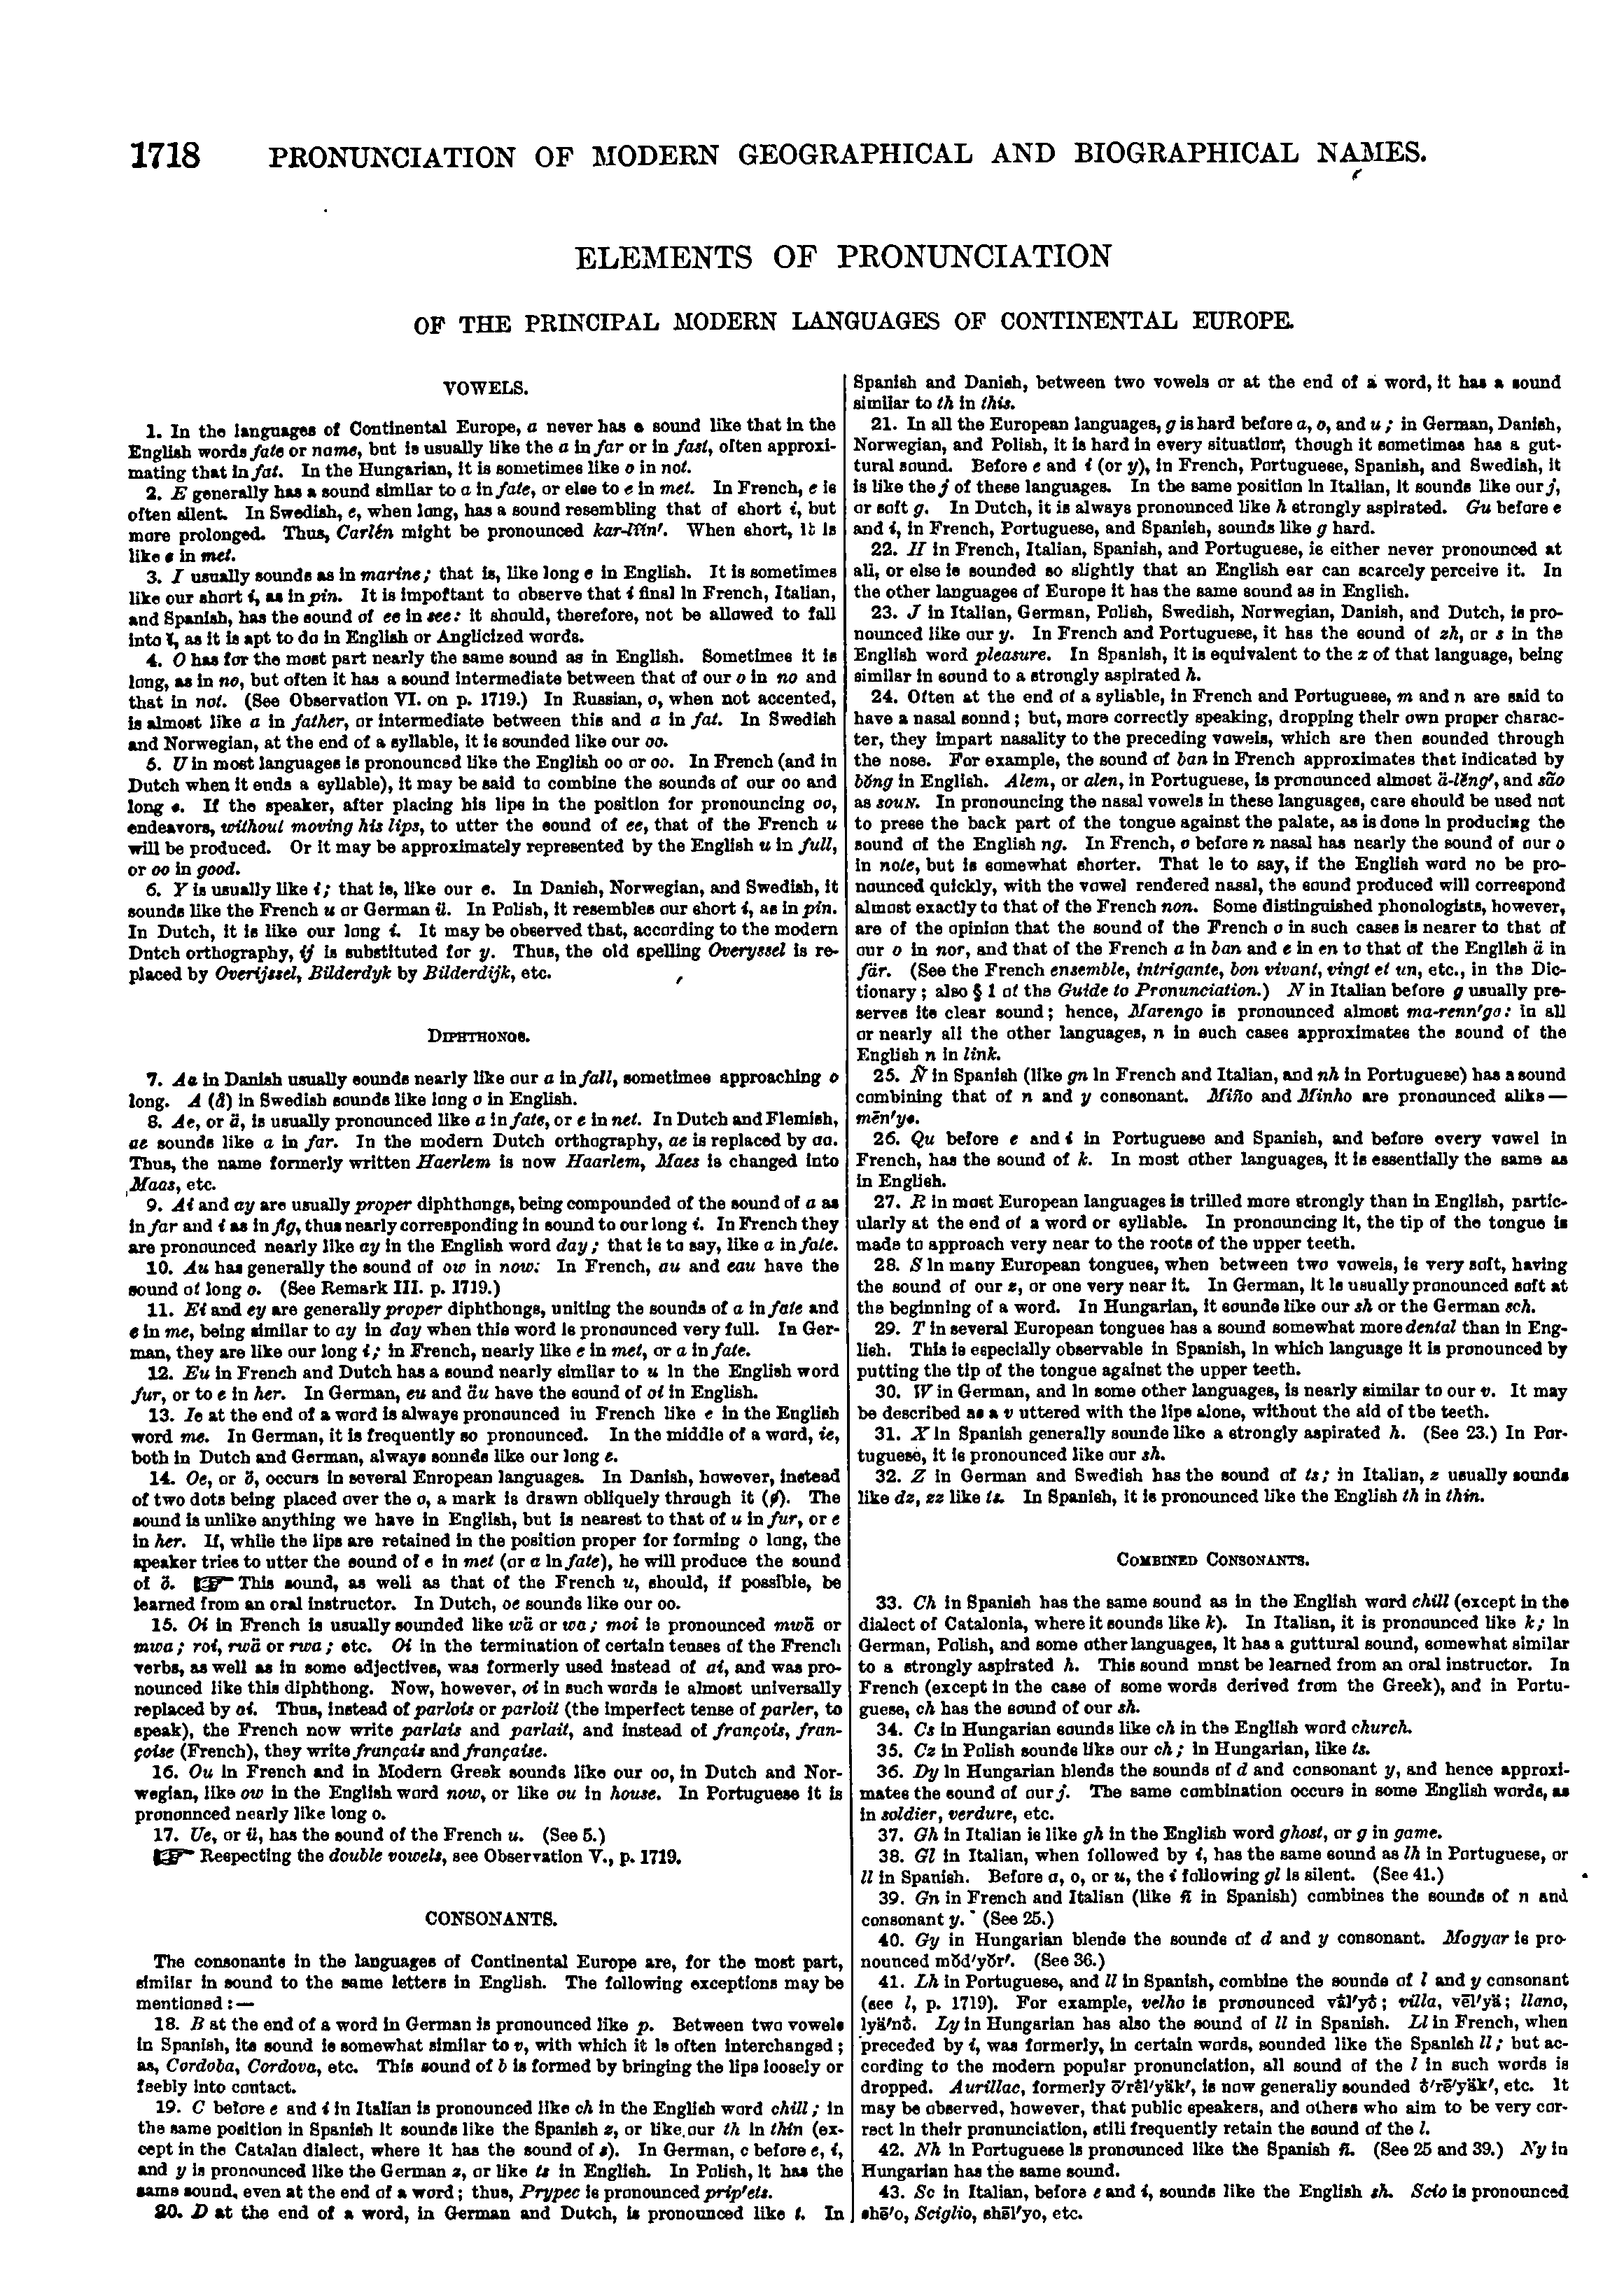 1718 PRONUNCIATION OF MODERN GEOGRAPHICAL AND BIOGRAPHICAL NAMES.
ELEMENTS OF PRONUNCIATION
OF THE PRINCIPAL MODERN LANGUAGES OF CONTINENTAL EUROPE.
VOWELS.
1. In the languages of Continental Europe, a never has a sound like that in the
English words fate or name, but is usually like the a in far or in fast, often approxi-
mating that in fat. In the Hungarian, it is sometimes like o in not.
2. E generally has a sound similar to a in fate, or else to e in met. In French, e is
often silent. In Swedish, e, when long, has a sound resembling that of short i, but
more prolonged. Thus, Carlén might be pronounced kar-lĭĭn′. When short, it is
like e in met.
3. I usually sounds as in marine; that is, like long e in English. It is sometimes
like our short i, as in pin. It is important to observe that i final in French, Italian,
and Spanish, has the sound of ee in see: it should, therefore, not be allowed to fall
into ĭ, as it is apt to do in English or Anglicized words.
4. O has for the most part nearly the same sound as in English. Sometimes it is
long, as in no, but often it has a sound intermediate between that of our o in no and
that in not. (See Observation VI. on p. 1719.) In Russian, o, when not accented,
is almost like a in father, or intermediate between this and a in fat. In Swedish
and Norwegian, at the end of a syllable, it is sounded like our oo.
5. U in most languages is pronounced like the English oo or oo. In French (and in
Dutch when it ends a syllable), it may be said to combine the sounds of our oo and
long e. If the speaker, after placing his lips in the position for pronouncing oo,
endeavors, without moving his lips, to utter the sound of ee, that of the French u
will be produced. Or it may be approximately represented by the English u in full,
or oo in good.
6. Y is usually like i; that is, like our e. In Danish, Norwegian, and Swedish, it
sounds like the French u or German ü. In Polish, it resembles our short i, as in pin.
In Dutch, it is like our long i. It may be observed that, according to the modern
Dutch orthography, ij is substituted for y. Thus, the old spelling Overyssel is re-
placed by Overijssel, Bilderdyk by Bilderdijk, etc.
DIPHTHONGS.
7. Aa in Danish usually sounds nearly like our a in fall, sometimes approaching o
long. A (å) in Swedish sounds like long o in English.
8. Ae, or ä, is usually pronounced like a in fate, or e in net. In Dutch and Flemish,
ae sounds like a in far. In the modern Dutch orthography, ae is replaced by aa.
Thus, the name formerly written Haerlem is now Haarlem, Maes is changed into
Maas, etc.
9. Ai and ay are usually proper diphthongs, being compounded of the sound of a as
in far and i as in fig, thus nearly corresponding in sound to our long i. In French they
are pronounced nearly like ay in the English word day; that is to say, like a in fate.
10. Au has generally the sound of ow in now: In French, au and eau have the
sound of long o. (See Remark III. p. 1719.)
11. Ei and ey are generally proper diphthongs, uniting the sounds of a in fate and
e in me, being similar to ay in day when this word is pronounced very full. In Ger-
man, they are like our long i; in French, nearly like e in met, or a in fate.
12. Eu in French and Dutch has a sound nearly similar to u in the English word
fur, or to e in her. In German, eu and äu have the sound of oi in English.
13. Ie at the end of a word is always pronounced in French like e in the English
word me. In German, it is frequently so pronounced. In the middle of a word, ie,
both in Dutch and German, always sounds like our long e.
14. Oe, or ö, occurs in several European languages. In Danish, however, instead
of two dots being placed over the o, a mark is drawn obliquely through it (ø). The
sound is unlike anything we have in English, but is nearest to that of u in fur, or e
in her. If, while the lips are retained in the position proper for forming o long, the
speaker tries to utter the sound of e in met (or a in fate), he will produce the sound
of ö. ☞ This sound, as well as that of the French u, should, if possible, be
learned from an oral instructor. In Dutch, oe sounds like our oo.
15. Oi in French is usually sounded like wä or wa; moi is pronounced mwä or
mwa; roi, rwä or rwa; etc. Oi in the termination of certain tenses of the French
verbs, as well as in some adjectives, was formerly used instead of ai, and was pro-
nounced like this diphthong. Now, however, oi in such words is almost universally
replaced by ai. Thus, instead of parlois or parloit (the imperfect tense of parler, to
speak), the French now write parlais and parlait, and instead of françois, fran-
çoise (French), they write français and française.
16. Ou in French and in Modern Greek sounds like our oo, in Dutch and Nor-
wegian, like ow in the English word now, or like ou in house. In Portuguese it is
pronounced nearly like long o.
17. Ue, or ü, has the sound of the French u. (See 5.)
☞ Respecting the double vowels, see Observation V., p. 1719.
CONSONANTS.
The consonants in the languages of Continental Europe are, for the most part,
similar in sound to the same letters in English. The following exceptions may be
mentioned:—
18. B at the end of a word in German is pronounced like p. Between two vowels
in Spanish, its sound is somewhat similar to v, with which it is often interchanged;
as, Cordoba, Cordova, etc. This sound of b is formed by bringing the lips loosely or
feebly into contact.
19. C before e and i in Italian is pronounced like ch in the English word chill; in
the same position in Spanish it sounds like the Spanish z, or like our th in thin (ex-
cept in the Catalan dialect, where it has the sound of s). In German, c before e, i,
and y is pronounced like the German z, or like ts in English. In Polish, it has the
same sound, even at the end of a word; thus, Prypec is pronounced prip′ets.
20. D at the end of a word, in German and Dutch, is pronounced like t. In
Spanish and Danish, between two vowels or at the end of a word, it has a sound
similar to th in this.
21. In all the European languages, g is hard before a, o, and u; in German, Danish,
Norwegian, and Polish, it is hard in every situation, though it sometimes has a gut-
tural sound. Before e and i (or y), in French, Portuguese, Spanish, and Swedish, it
is like the j of these languages. In the same position in Italian, it sounds like our j,
or soft g. In Dutch, it is always pronounced like h strongly aspirated. Gu before e
and i, in French, Portuguese, and Spanish, sounds like g hard.
22. H in French, Italian, Spanish, and Portuguese, is either never pronounced at
all, or else is sounded so slightly that an English ear can scarcely perceive it. In
the other languages of Europe it has the same sound as in English.
23. J in Italian, German, Polish, Swedish, Norwegian, Danish, and Dutch, is pro-
nounced like our y. In French and Portuguese, it has the sound of zh, or s in the
English word pleasure. In Spanish, it is equivalent to the x of that language, being
similar in sound to a strongly aspirated h.
24. Often at the end of a syllable, in French and Portuguese, m and n are said to
have a nasal sound; but, more correctly speaking, dropping their own proper charac-
ter, they impart nasality to the preceding vowels, which are then sounded through
the nose. For example, the sound of ban in French approximates that indicated by
bŏng in English. Alem, or alen, in Portuguese, is pronounced almost ä-lĕng′, and são
as souN. In pronouncing the nasal vowels in these languages, care should be used not
to press the back part of the tongue against the palate, as is done in producing the
sound of the English ng. In French, o before n nasal has nearly the sound of our o
in note, but is somewhat shorter. That is to say, if the English word no be pro-
nounced quickly, with the vowel rendered nasal, the sound produced will correspond
almost exactly to that of the French non. Some distinguished phonologists, however,
are of the opinion that the sound of the French o in such cases is nearer to that of
our o in nor, and that of the French a in ban and e in en to that of the English ä in
fär. (See the French ensemble, intrigante, bon vivant, vingt et un, etc., in the Dic-
tionary; also § 1 of the Guide to Pronunciation.) N in Italian before g usually pre-
serves its clear sound; hence, Marengo is pronounced almost ma-renn′go: in all
or nearly all the other languages, n in such cases approximates the sound of the
English n in link.
25. Ñ in Spanish (like gn in French and Italian, and nh in Portuguese) has a sound
combining that of n and y consonant. Miño and Minho are pronounced alike—
mēn′yo.
26. Qu before e and i in Portuguese and Spanish, and before every vowel in
French, has the sound of k. In most other languages, it is essentially the same as
in English.
27. R in most European languages is trilled more strongly than in English, partic-
ularly at the end of a word or syllable. In pronouncing it, the tip of the tongue is
made to approach very near to the roots of the upper teeth.
28. S in many European tongues, when between two vowels, is very soft, having
the sound of our z, or one very near it. In German, it is usually pronounced soft at
the beginning of a word. In Hungarian, it sounds like our sh or the German sch.
29. T in several European tongues has a sound somewhat more dental than in Eng-
lish. This is especially observable in Spanish, in which language it is pronounced by
putting the tip of the tongue against the upper teeth.
30. W in German, and in some other languages, is nearly similar to our v. It may
be described as a v uttered with the lips alone, without the aid of the teeth.
31. X in Spanish generally sounds like a strongly aspirated h. (See 23.) In Por-
tuguese, it is pronounced like our sh.
32. Z in German and Swedish has the sound of ts; in Italian, z usually sounds
like dz, zz like ts. In Spanish, it is pronounced like the English th in thin.
COMBINED CONSONANTS.
33. Ch in Spanish has the same sound as in the English word chill (except in the
dialect of Catalonia, where it sounds like k). In Italian, it is pronounced like k; in
German, Polish, and some other languages, it has a guttural sound, somewhat similar
to a strongly aspirated h. This sound must be learned from an oral instructor. In
French (except in the case of some words derived from the Greek), and in Portu-
guese, ch has the sound of our sh.
34. Cs in Hungarian sounds like ch in the English word church.
35. Cz in Polish sounds like our ch; in Hungarian, like ts.
36. Dy in Hungarian blends the sounds of d and consonant y, and hence approxi-
mates the sound of our j. The same combination occurs in some English words, as
in soldier, verdure, etc.
37. Gh in Italian is like gh in the English word ghost, or g in game.
38. Gl in Italian, when followed by i, has the same sound as lh in Portuguese, or
ll in Spanish. Before a, o, or u, the i following gl is silent. (See 41.)
39. Gn in French and Italian (like ñ in Spanish) combines the sounds of n and
consonant y. (See 25.)
40. Gy in Hungarian blends the sounds of d and y consonant. Mogyar is pro-
nounced mŏd′yŏr′. (See 36.)
41. Lh in Portuguese, and ll in Spanish, combine the sounds of l and y consonant
(see l, p. 1719). For example, velho is pronounced vâl′yô; villa, vēl′yä; llano,
lyä′nô. Ly in Hungarian has also the sound of ll in Spanish. Ll in French, when
preceded by i, was formerly, in certain words, sounded like the Spanish ll; but ac-
cording to the modern popular pronunciation, all sound of the l in such words is
dropped. Aurillac, formerly ō′rēl′yäk′, is now generally sounded ô′rē′yäk′, etc. It
may be observed, however, that public speakers, and others who aim to be very cor-
rect in their pronunciation, still frequently retain the sound of the l.
42. Nh in Portuguese is pronounced like the Spanish ñ. (See 25 and 39.) Ny in
Hungarian has the same sound.
43. Sc in Italian, before e and i, sounds like the English sh. Scio is pronounced
shē′o, Sciglio, shēl′yo, etc.